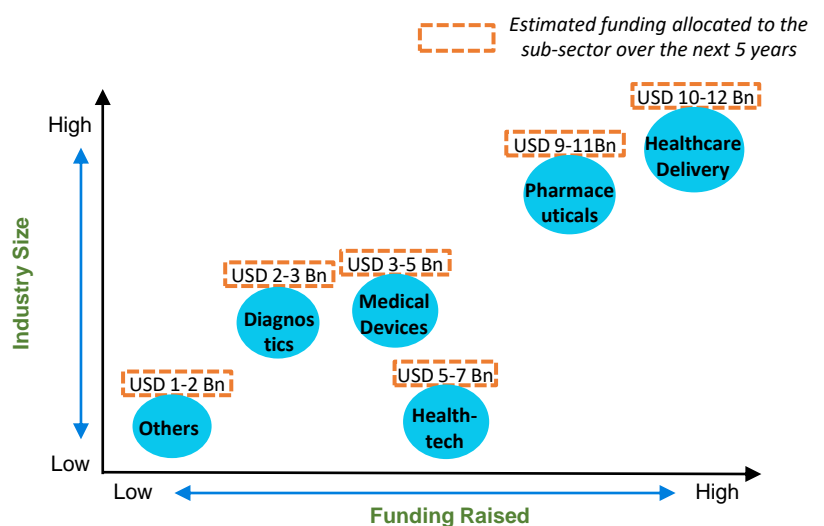 Estimated funding allocated to the
sub-sector over the next 5 years
High
USD 10-12 Bn
Healthcare
Delivery
USD 9-11Bn
Pharmace
uticals
Industry Size
USD 2-3 Bn
Diagnos
tics
USD 3-5 Bn
Medical
Devices
USD 1-2 Bn
Others
USD 5-7 Bn
Health-
tech
Low
Low
High
Funding Raised